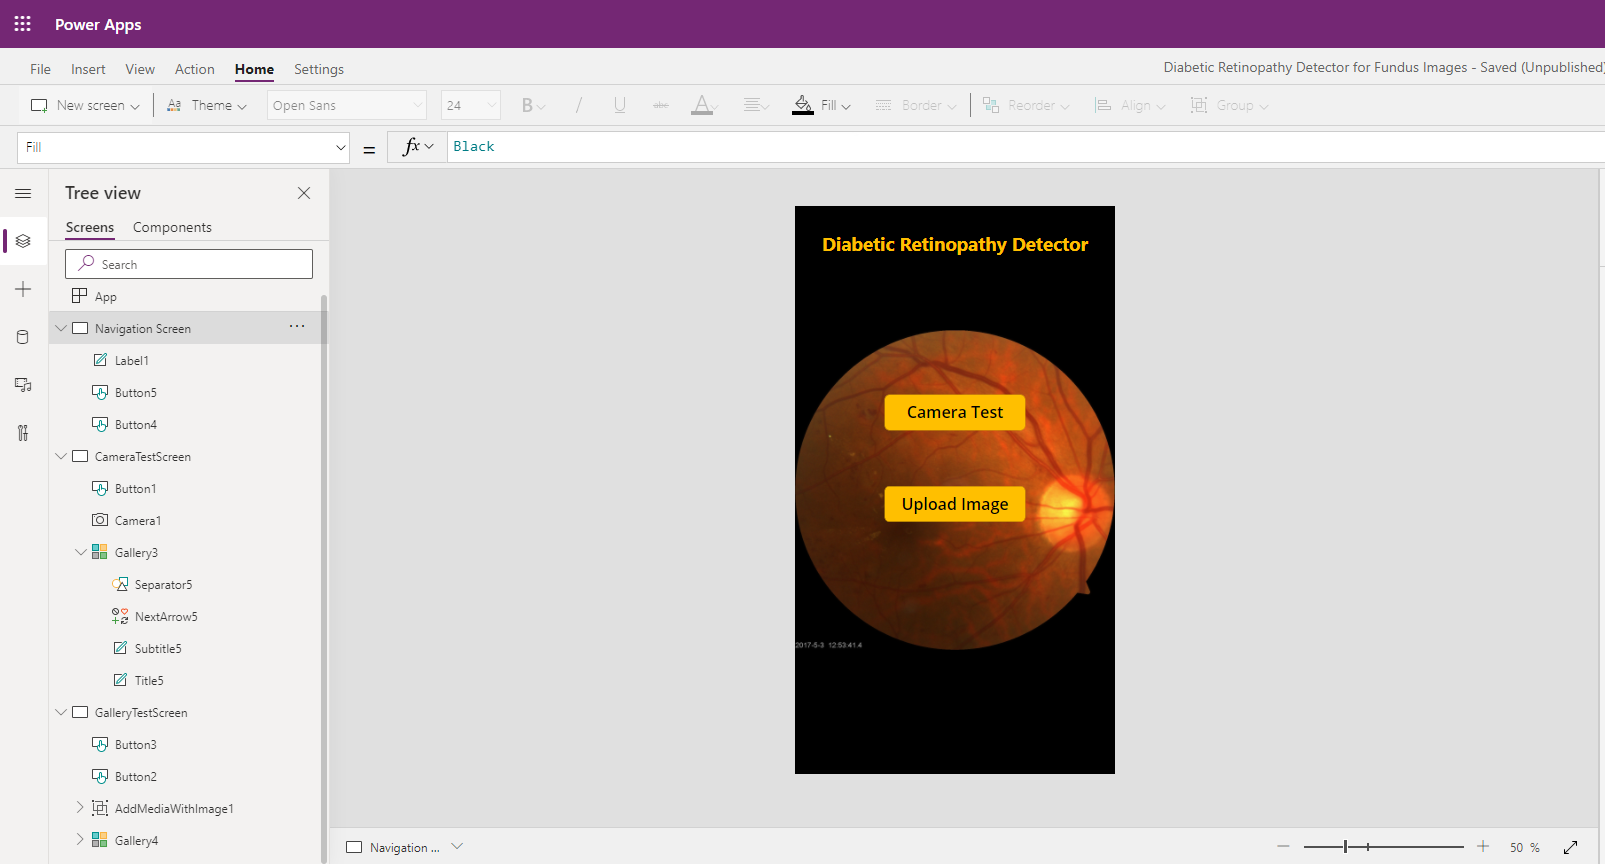 Power Apps
File Insert View Action Home Settings
Diabetic Retinopathy Detector for Fundus Images - Saved (Unpublished)
New screen Theme Open Sans 24 B / U abc A Fill Border Reorder Align Group
Fill = fx Black
Tree view
Screens Components
Search
App
Navigation Screen ...
Label1
Button5
Button4
CameraTestScreen
Button1
Camera1
Gallery3
Separator5
NextArrow5
Subtitle5
Title5
GalleryTestScreen
Button3
Button2
AddMediaWithImage1
Gallery4
Diabetic Retinopathy Detector
Camera Test
Upload Image
2017-5-3 12:53:41.4
Navigation ...
50 %